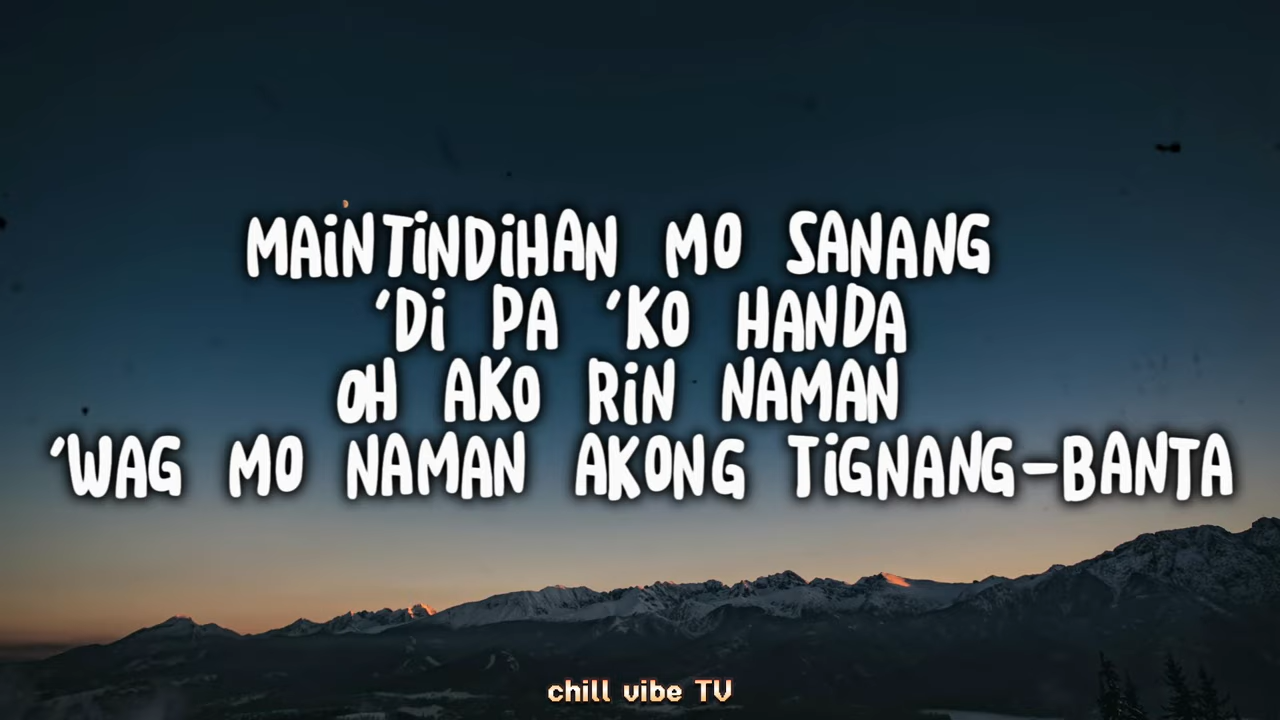 MAiNTiNDiHAN MO SANANG
'Di PA 'KO HANDA
OH AKO RiN NAMAN
'WAG MO NAMAN AKONG TiGNANG-BANTA
chill vibe TV